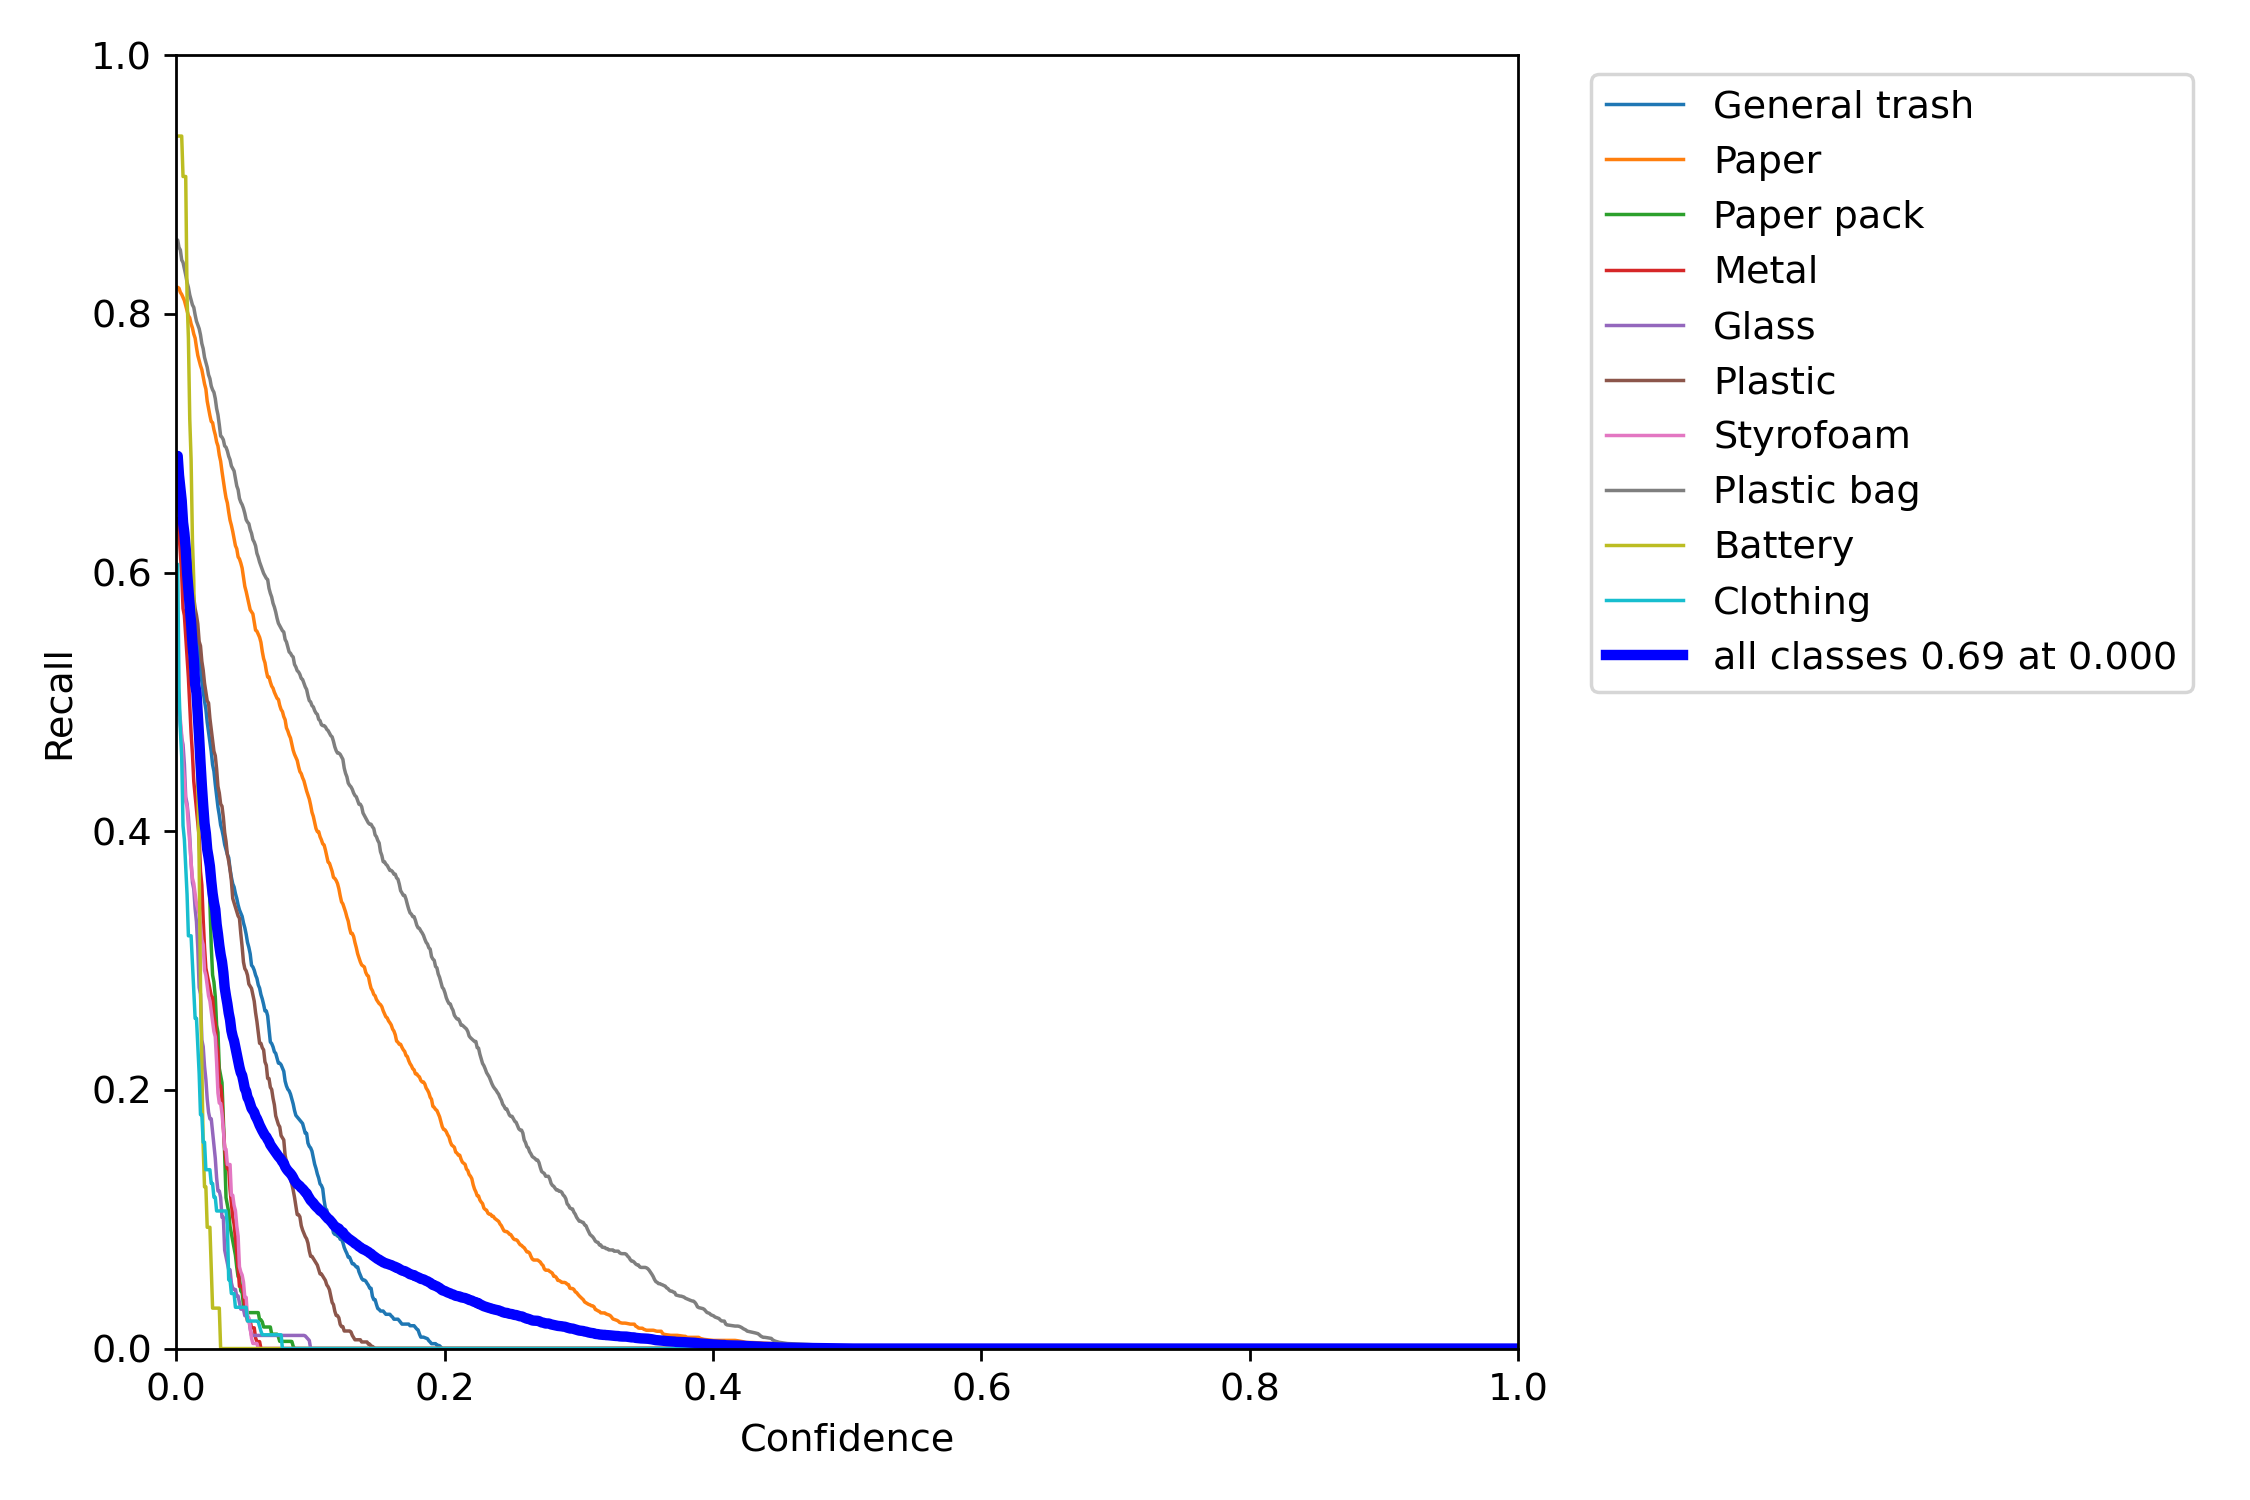 1.0
0.8
0.6
0.4
0.2
0.0
Recall
0.0 0.2 0.4 0.6 0.8 1.0
Confidence
General trash
Paper
Paper pack
Metal
Glass
Plastic
Styrofoam
Plastic bag
Battery
Clothing
all classes 0.69 at 0.000